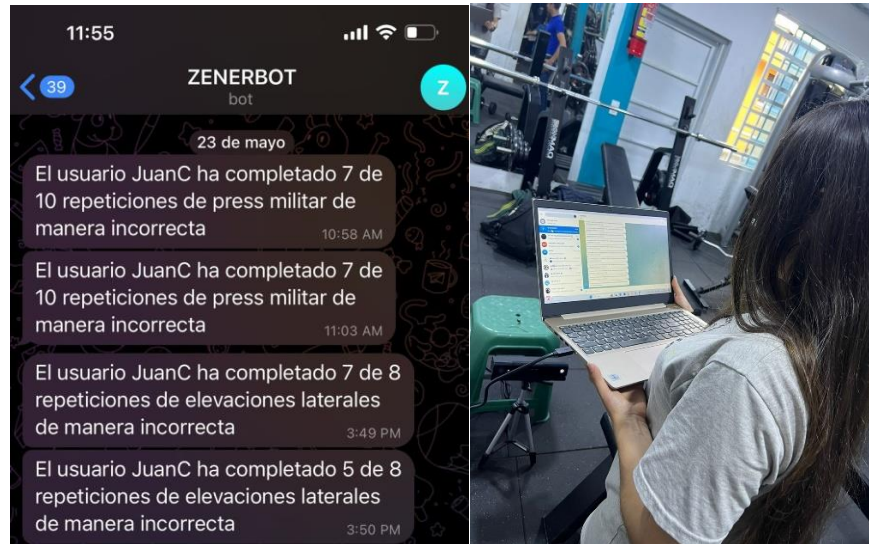 11:55
39
ZENERBOT
Z
bot
23 de mayo
El usuario JuanC ha completado 7 de
10 repeticiones de press militar de
manera incorrecta
10:58 AM
El usuario JuanC ha completado 7 de
10 repeticiones de press militar de
manera incorrecta
11:03 AM
El usuario JuanC ha completado 7 de 8
repeticiones de elevaciones laterales
de manera incorrecta
3:49 PM
El usuario JuanC ha completado 5 de 8
repeticiones de elevaciones laterales
de manera incorrecta
3:50 PM